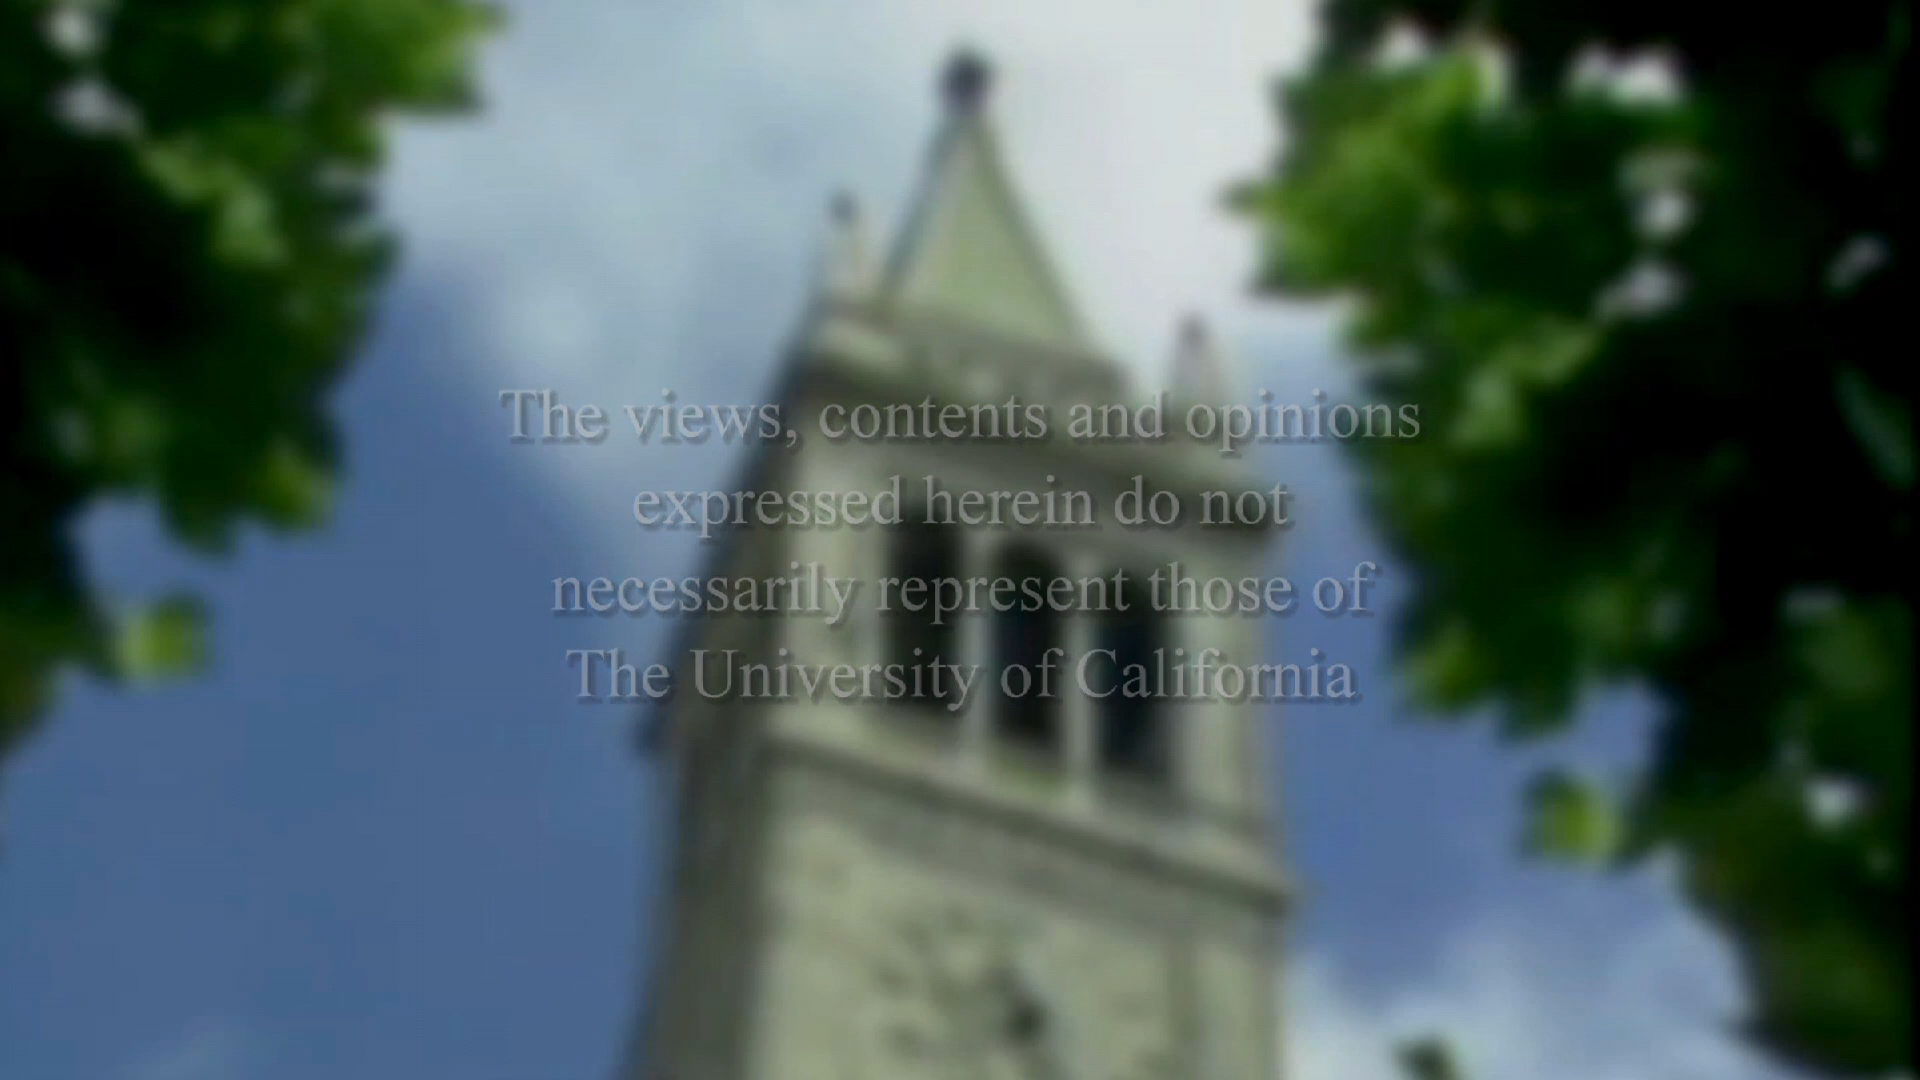 The views, contents and opinions
expressed herein do not
necessarily represent those of
The University of California